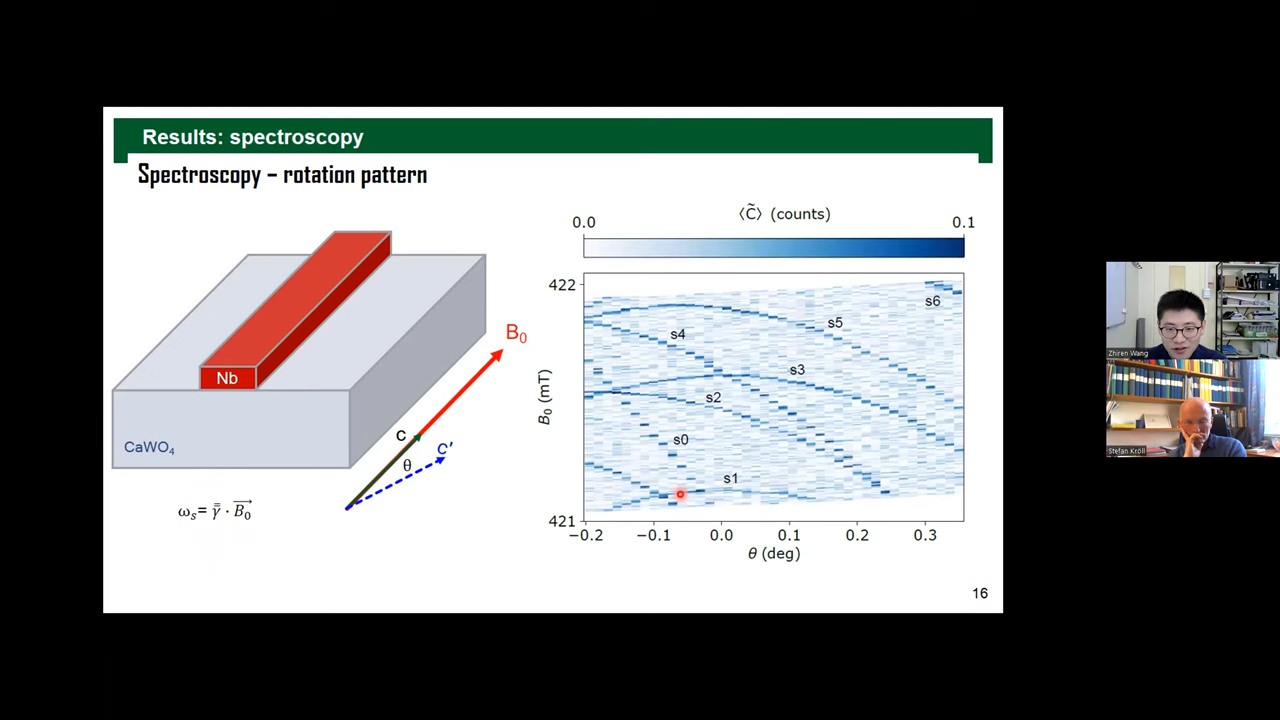 Results: spectroscopy
Spectroscopy – rotation pattern
Nb
CaWO₄
B₀
c
c'
θ
ωₛ= γ̿ · B₀⃗
⟨C̃⟩ (counts)
0.0 0.1
422
421
B₀ (mT)
s6
s5
s4
s3
s2
s0
s1
−0.2 −0.1 0.0 0.1 0.2 0.3
θ (deg)
16
Zhiren Wang
Stefan Kröll